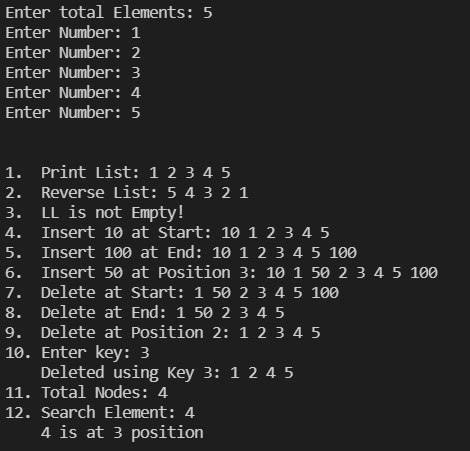 Enter total Elements: 5
Enter Number: 1
Enter Number: 2
Enter Number: 3
Enter Number: 4
Enter Number: 5
1.  Print List: 1 2 3 4 5
2.  Reverse List: 5 4 3 2 1
3.  LL is not Empty!
4.  Insert 10 at Start: 10 1 2 3 4 5
5.  Insert 100 at End: 10 1 2 3 4 5 100
6.  Insert 50 at Position 3: 10 1 50 2 3 4 5 100
7.  Delete at Start: 1 50 2 3 4 5 100
8.  Delete at End: 1 50 2 3 4 5
9.  Delete at Position 2: 1 2 3 4 5
10. Enter key: 3
    Deleted using Key 3: 1 2 4 5
11. Total Nodes: 4
12. Search Element: 4
    4 is at 3 position